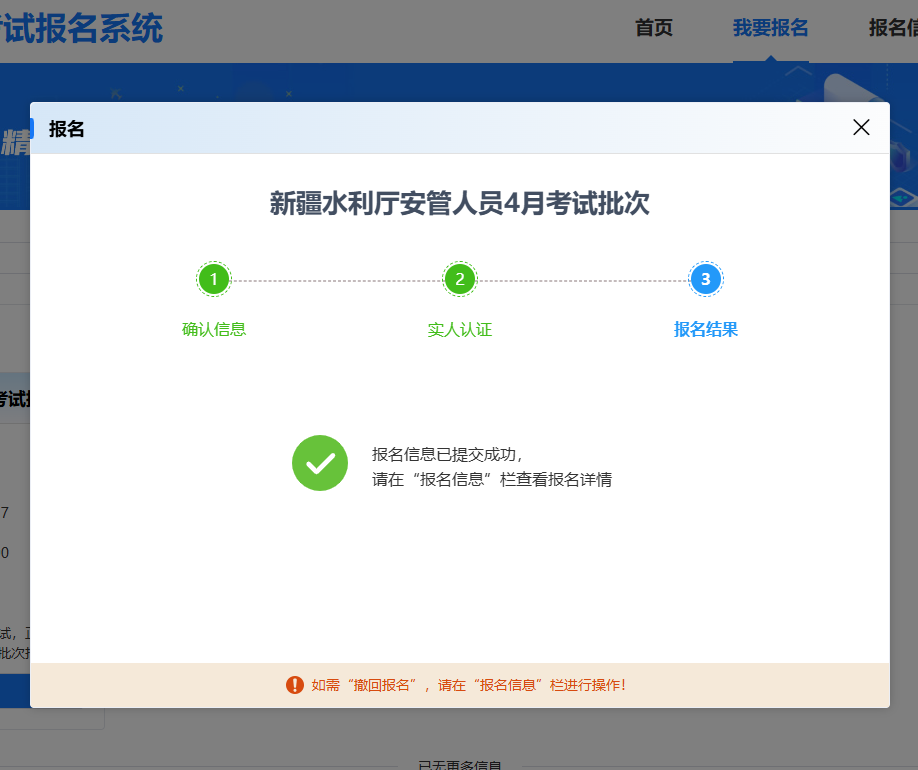 试报名系统
首页
我要报名
报名信
精
报名
新疆水利厅安管人员4月考试批次
1
2
3
确认信息
实人认证
报名结果
考试
报名信息已提交成功，
请在“报名信息”栏查看报名详情
7
0
试，
批次
如需“撤回报名”，请在“报名信息”栏进行操作！
已无更多信息